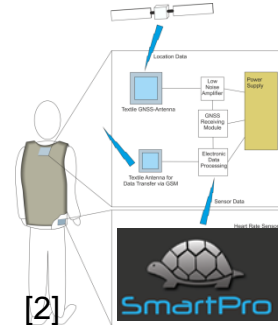 Location Data
Low
Noise
Amplifier
Power
Supply
Textile GNSS-Antenna
GNSS
Receiving
Module
Electronic
Data
Processing
Textile Antenna for
Data Transfer via GSM
Sensor Data
Heart Rate Sensor
[2]
SmartPro